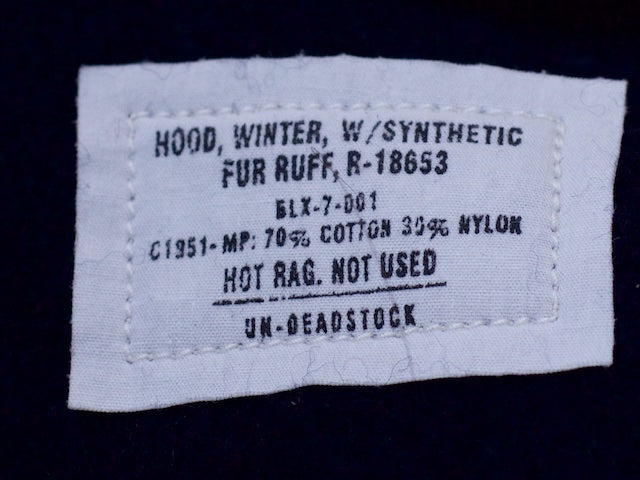 HOOD, WINTER, W/SYNTHETIC
FUR RUFF, R-18653
BLX-7-001
C1951-MP: 70% COTTON 30% NYLON
HOT RAG. NOT USED
UN-DEADSTOCK